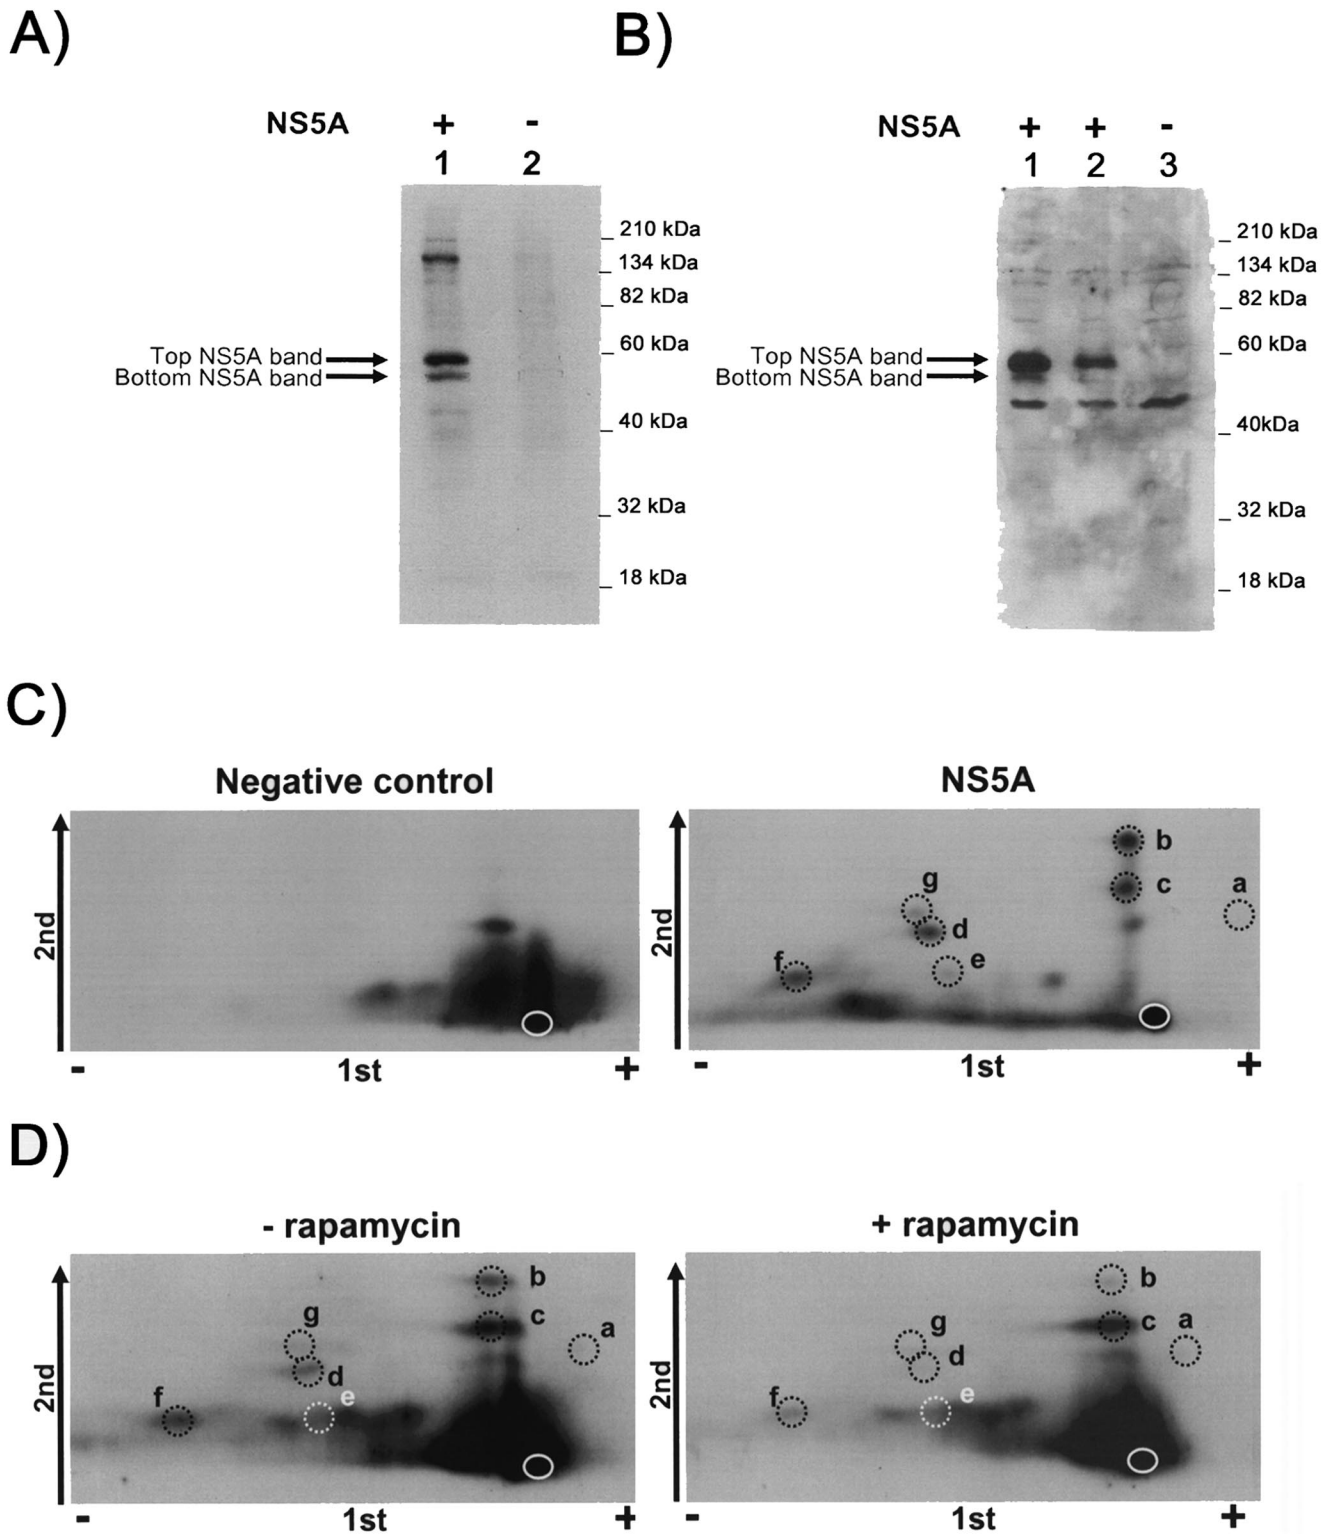 A)
NS5A + -
1 2
210 kDa
134 kDa
82 kDa
60 kDa
Top NS5A band
Bottom NS5A band
40 kDa
32 kDa
18 kDa
B)
NS5A + + -
1 2 3
210 kDa
134 kDa
82 kDa
60 kDa
Top NS5A band
Bottom NS5A band
40kDa
32 kDa
18 kDa
C)
Negative control
2nd
- 1st +
NS5A
b
c
a
g
d
e
f
2nd
- 1st +
D)
- rapamycin
b
c
a
g
d
e
f
2nd
- 1st +
+ rapamycin
b
c
a
g
d
e
f
2nd
- 1st +